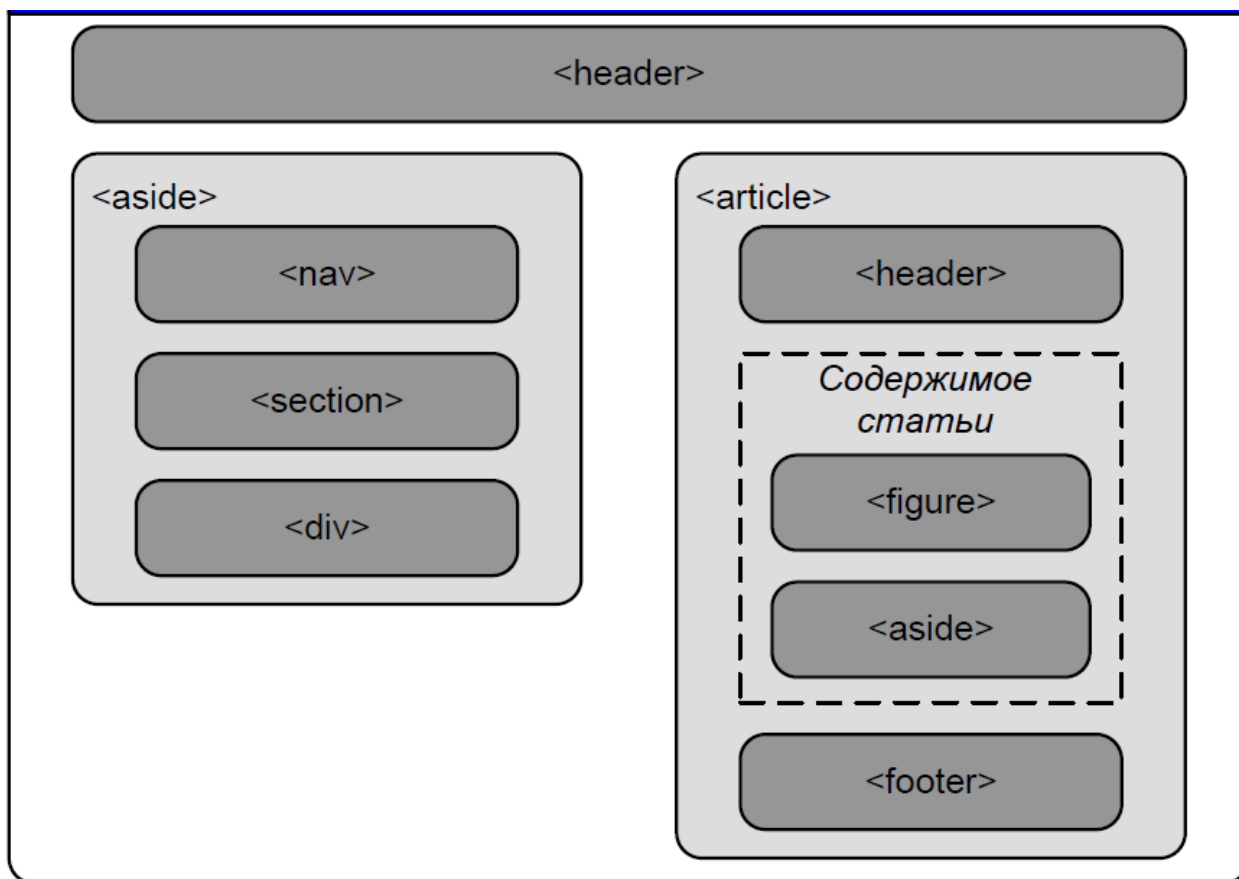 <header>
<aside>
<nav>
<section>
<div>
<article>
<header>
Содержимое
статьи
<figure>
<aside>
<footer>